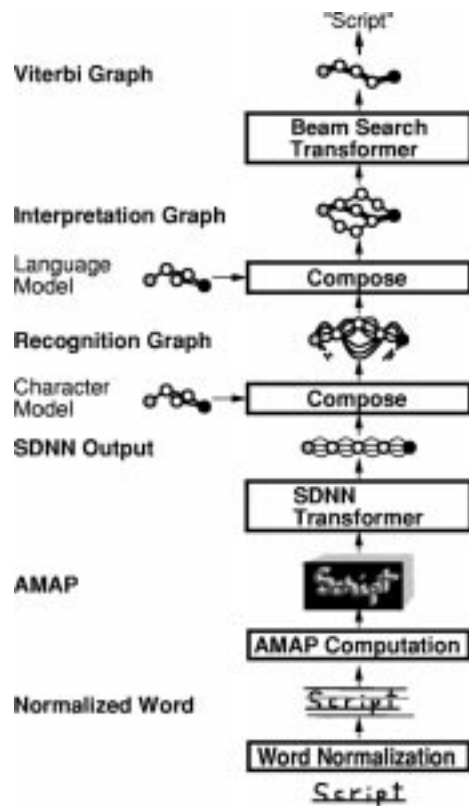 "Script"
Viterbi Graph
Beam Search
Transformer
Interpretation Graph
Language
Model
Compose
Recognition Graph
Character
Model
Compose
SDNN Output
SDNN
Transformer
AMAP
Script
AMAP Computation
Normalized Word
Script
Word Normalization
Script